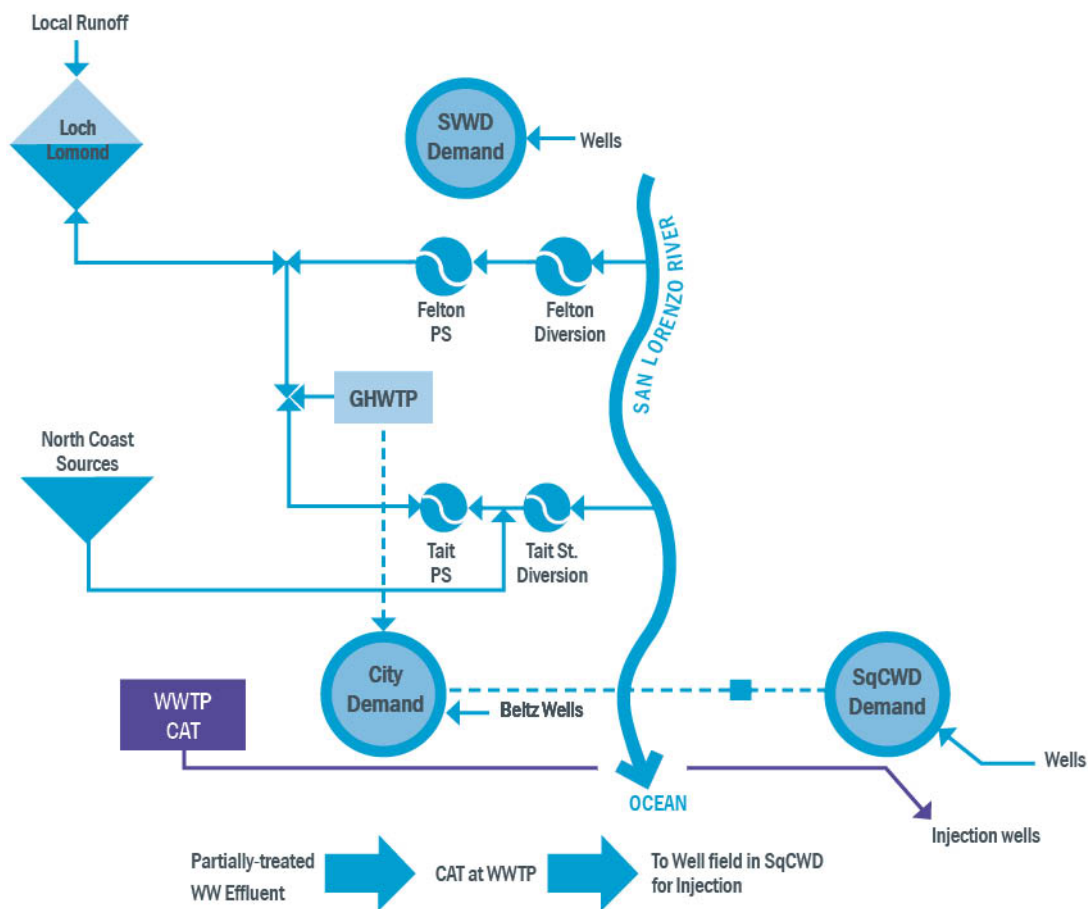 Local Runoff
Loch
Lomond
SVWD
Demand
Wells
SAN LORENZO RIVER
Felton
PS
Felton
Diversion
GHWTP
North Coast
Sources
Tait
PS
Tait St.
Diversion
City
Demand
Beltz Wells
SqCWD
Demand
WWTP
CAT
Wells
OCEAN
Injection wells
Partially-treated
WW Effluent
CAT at WWTP
To Well field in SqCWD
for Injection